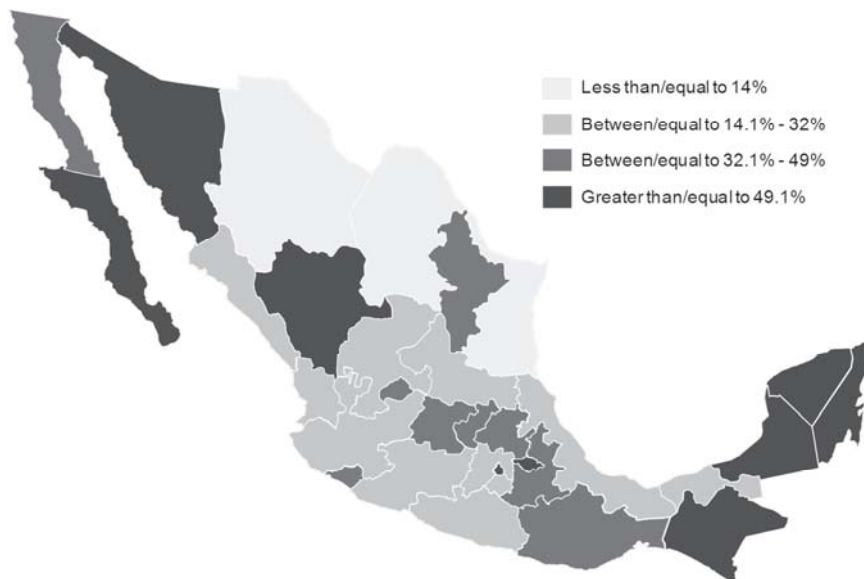 Less than/equal to 14%
Between/equal to 14.1% - 32%
Between/equal to 32.1% - 49%
Greater than/equal to 49.1%